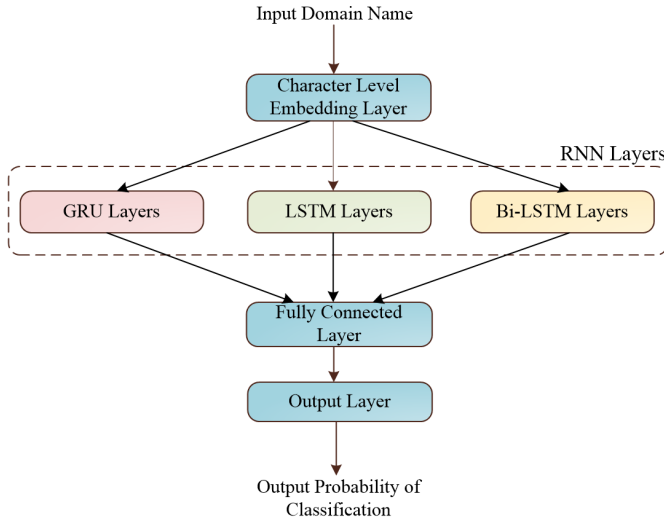 Input Domain Name
Character Level
Embedding Layer
RNN Layers
GRU Layers
LSTM Layers
Bi-LSTM Layers
Fully Connected
Layer
Output Layer
Output Probability of
Classification